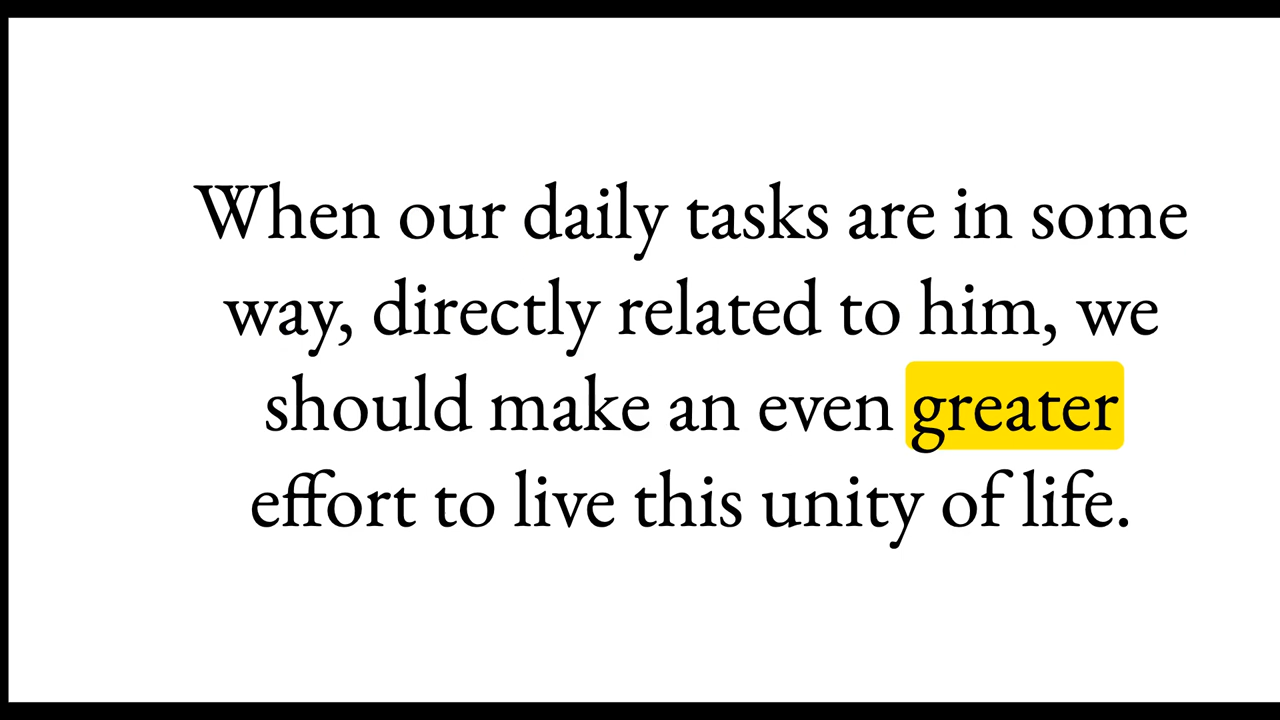 When our daily tasks are in some
way, directly related to him, we
should make an even greater
effort to live this unity of life.